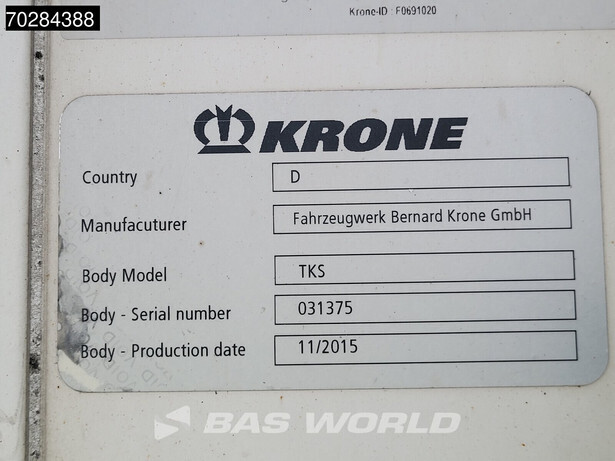 70284388
Krone-ID : F0691020
KRONE
Country D
Manufacturer Fahrzeugwerk Bernard Krone GmbH
Body Model TKS
Body - Serial number 031375
Body - Production date 11/2015
BAS WORLD